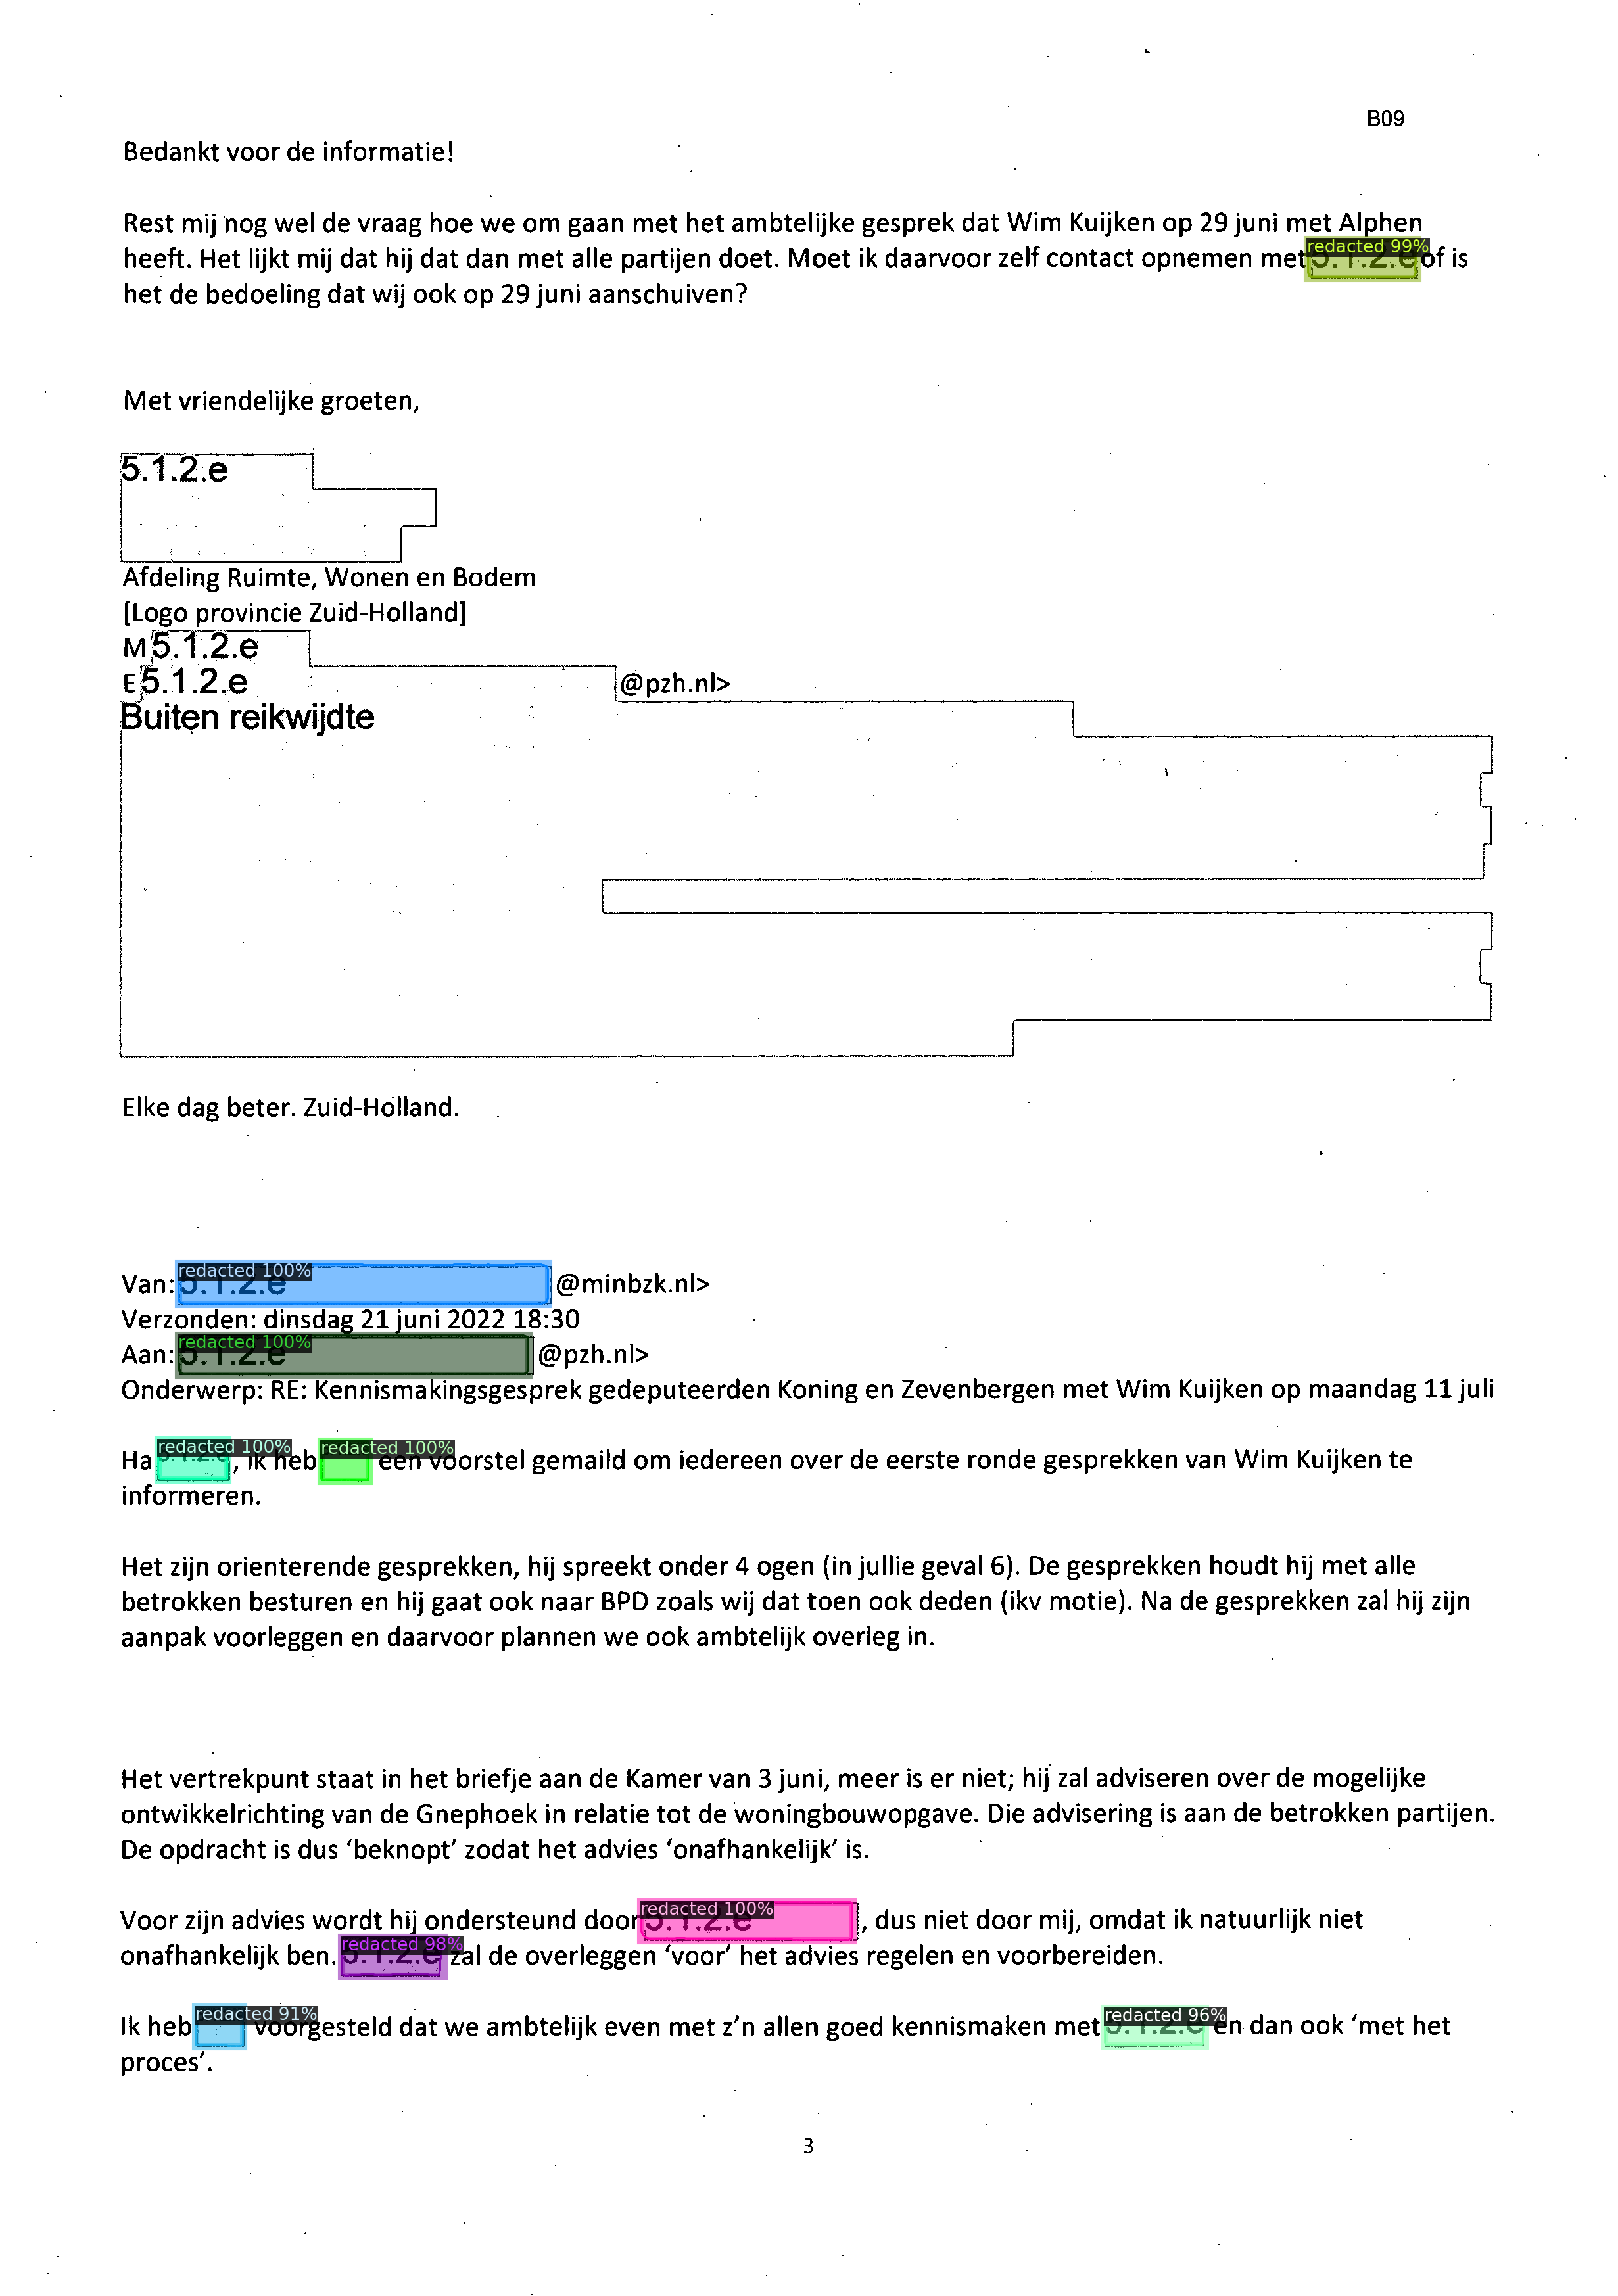 B09
Bedankt voor de informatie!
Rest mij nog wel de vraag hoe we om gaan met het ambtelijke gesprek dat Wim Kuijken op 29 juni met Alphen
redacted 99%
heeft. Het lijkt mij dat hij dat dan met alle partijen doet. Moet ik daarvoor zelf contact opnemen met 5.1.2.e of is
het de bedoeling dat wij ook op 29 juni aanschuiven?
Met vriendelijke groeten,
5.1.2.e
Afdeling Ruimte, Wonen en Bodem
[Logo provincie Zuid-Holland]
M 5.1.2.e
E 5.1.2.e @pzh.nl>
Buiten reikwijdte
Elke dag beter. Zuid-Holland.
redacted 100%
Van: 5.1.2.e @minbzk.nl>
Verzonden: dinsdag 21 juni 2022 18:30
redacted 100%
Aan: 5.1.2.e @pzh.nl>
Onderwerp: RE: Kennismakingsgesprek gedeputeerden Koning en Zevenbergen met Wim Kuijken op maandag 11 juli
redacted 100% redacted 100%
Ha 5.1.2.e, ik heb een voorstel gemaild om iedereen over de eerste ronde gesprekken van Wim Kuijken te
informeren.
Het zijn orienterende gesprekken, hij spreekt onder 4 ogen (in jullie geval 6). De gesprekken houdt hij met alle
betrokken besturen en hij gaat ook naar BPD zoals wij dat toen ook deden (ikv motie). Na de gesprekken zal hij zijn
aanpak voorleggen en daarvoor plannen we ook ambtelijk overleg in.
Het vertrekpunt staat in het briefje aan de Kamer van 3 juni, meer is er niet; hij zal adviseren over de mogelijke
ontwikkelrichting van de Gnephoek in relatie tot de woningbouwopgave. Die advisering is aan de betrokken partijen.
De opdracht is dus ‘beknopt’ zodat het advies ‘onafhankelijk’ is.
redacted 100%
Voor zijn advies wordt hij ondersteund door 5.1.2.e , dus niet door mij, omdat ik natuurlijk niet
redacted 98%
onafhankelijk ben. 5.1.2.e zal de overleggen ‘voor’ het advies regelen en voorbereiden.
redacted 91% redacted 96%
Ik heb voorgesteld dat we ambtelijk even met z’n allen goed kennismaken met 5.1.2.e en dan ook ‘met het
proces’.
3